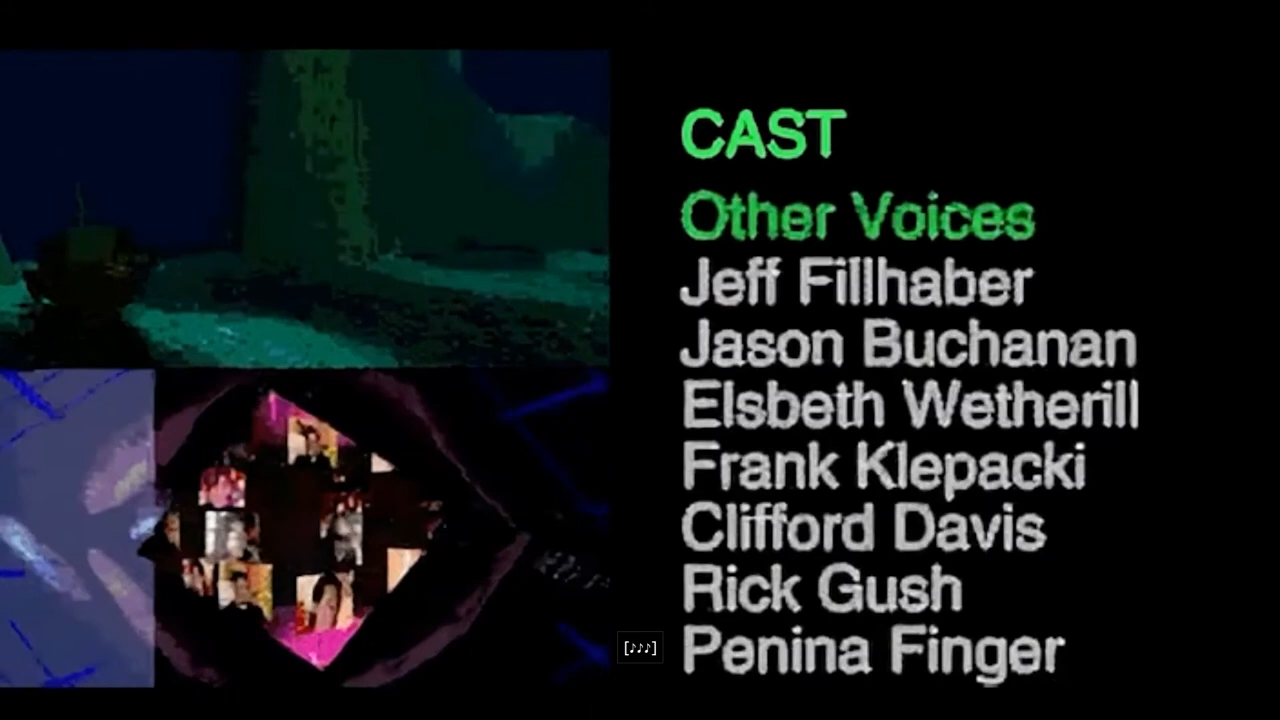 CAST
Other Voices
Jeff Fillhaber
Jason Buchanan
Elsbeth Wetherill
Frank Klepacki
Clifford Davis
Rick Gush
Penina Finger
[♪♪♪]